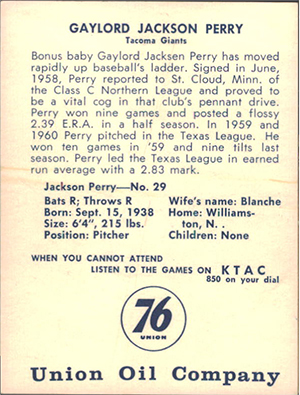 GAYLORD JACKSON PERRY
Tacoma Giants
Bonus baby Gaylord Jacksen Perry has moved
rapidly up baseball's ladder. Signed in June,
1958, Perry reported to St. Cloud, Minn. of
the Class C Northern League and proved to
be a vital cog in that club's pennant drive.
Perry won nine games and posted a flossy
2.39 E.R.A. in a half season. In 1959 and
1960 Perry pitched in the Texas League. He
won ten games in '59 and nine tilts last
season. Perry led the Texas League in earned
run average with a 2.83 mark.
Jackson Perry—No. 29
Bats R; Throws R
Born: Sept. 15, 1938
Size: 6'4", 215 lbs.
Position: Pitcher
Wife's name: Blanche
Home: Williams-
ton, N. .
Children: None
WHEN YOU CANNOT ATTEND
LISTEN TO THE GAMES ON KTAC
850 on your dial
76
UNION
Union Oil Company